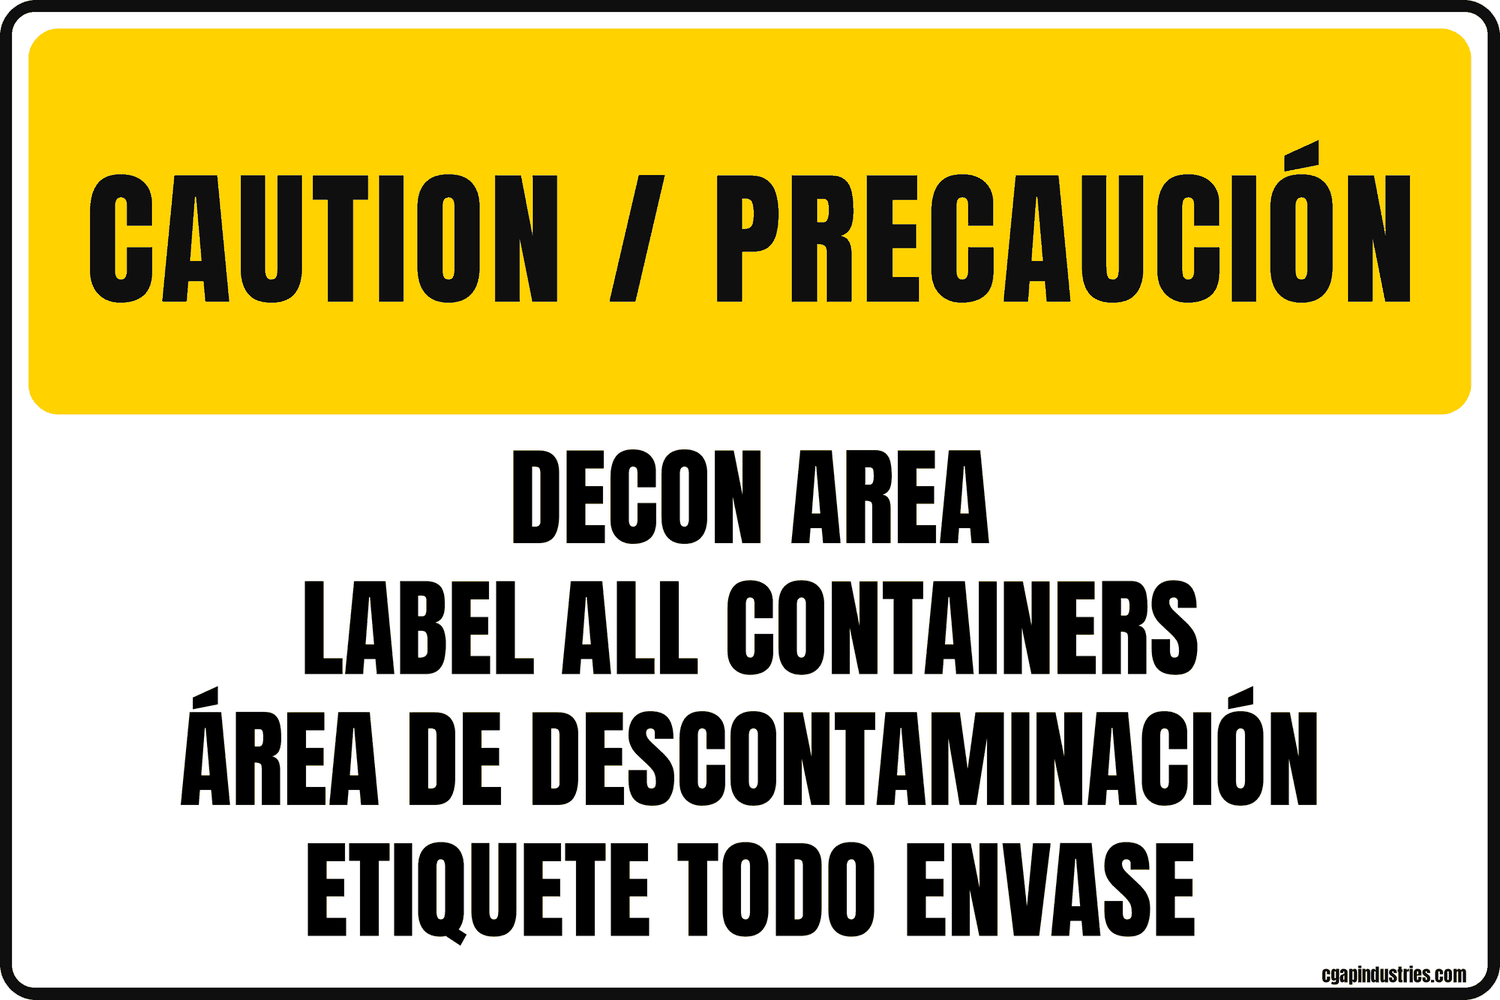 CAUTION / PRECAUCIÓN
DECON AREA
LABEL ALL CONTAINERS
ÁREA DE DESCONTAMINACIÓN
ETIQUETE TODO ENVASE
cgapindustries.com